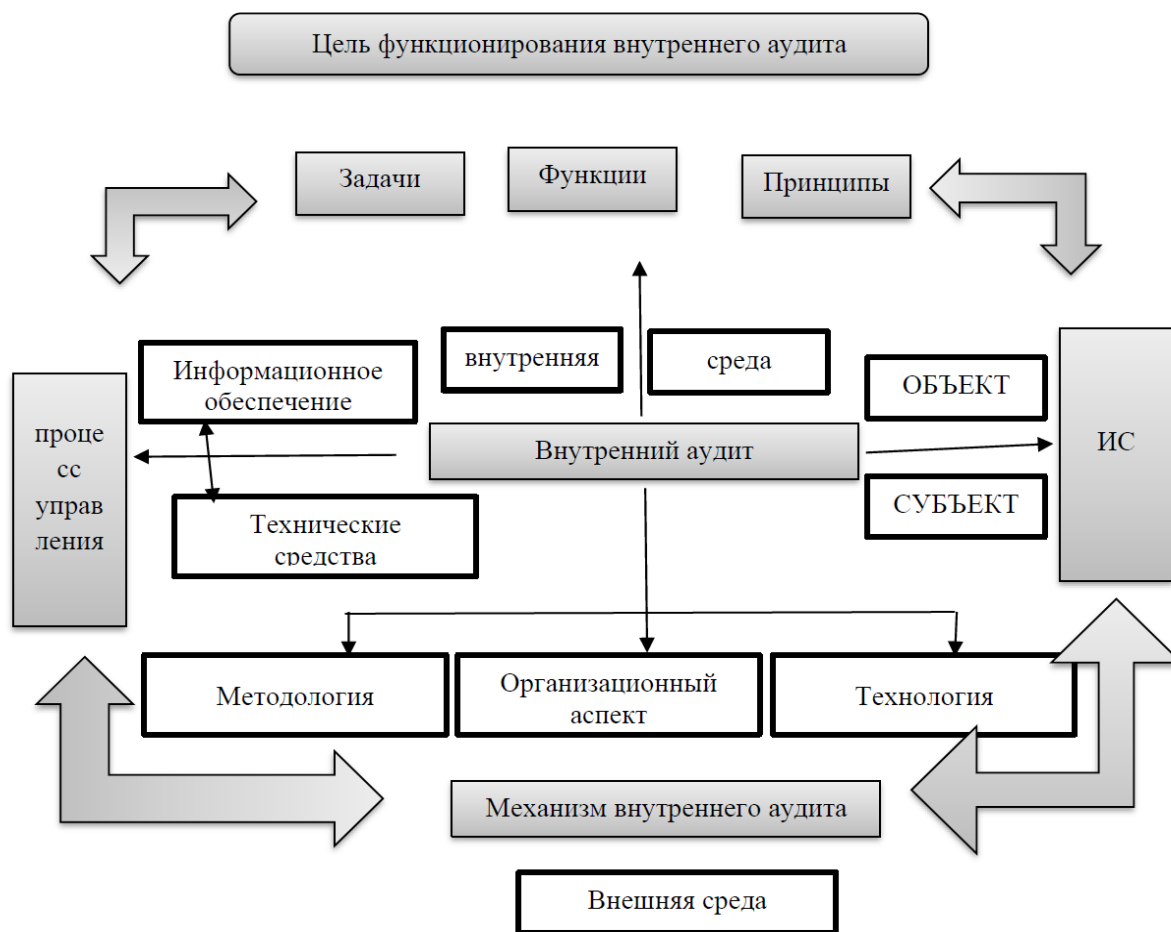 Цель функционирования внутреннего аудита
Задачи
Функции
Принципы
внутренняя
среда
Информационное
обеспечение
ОБЪЕКТ
проце
сс
управ
ления
Внутренний аудит
ИС
Технические
средства
СУБЪЕКТ
Методология
Организационный
аспект
Технология
Механизм внутреннего аудита
Внешняя среда